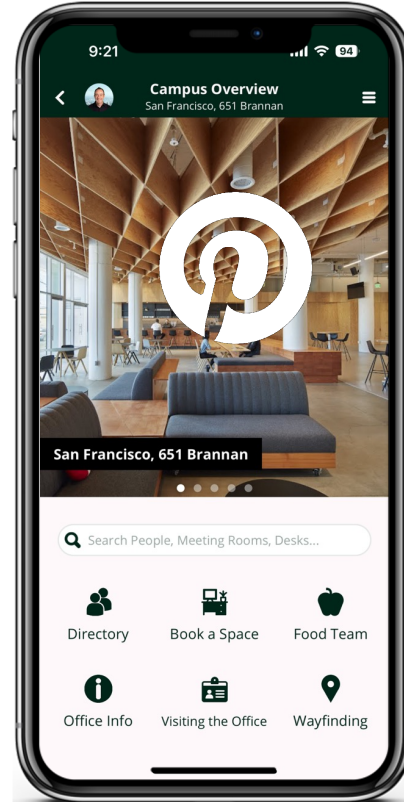 9:21
94
Campus Overview
San Francisco, 651 Brannan
San Francisco, 651 Brannan
Search People, Meeting Rooms, Desks...
Directory
Book a Space
Food Team
Office Info
Visiting the Office
Wayfinding